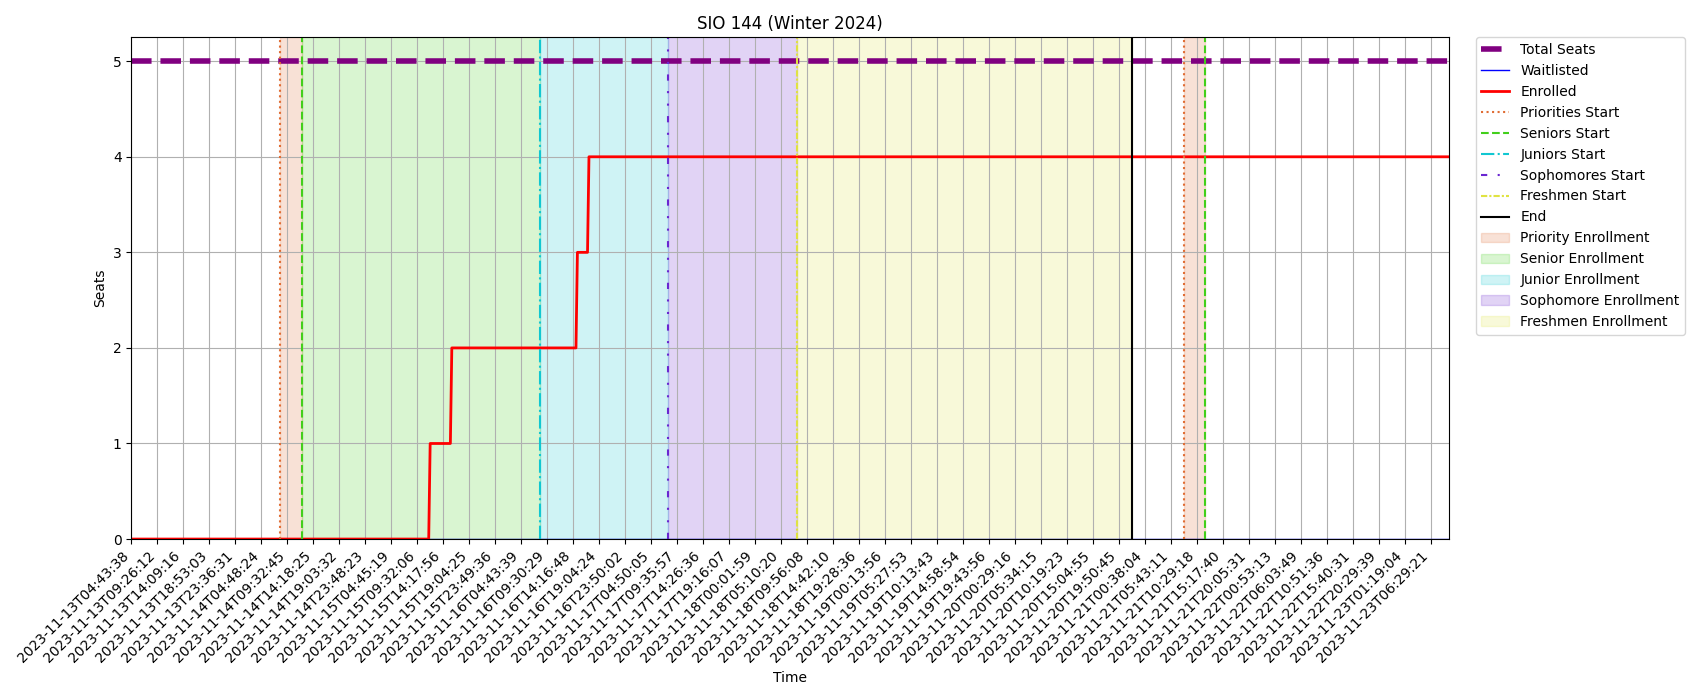 SIO 144 (Winter 2024)
Seats
5
4
3
2
1
0
2023-11-13T04:43:38
2023-11-13T09:26:12
2023-11-13T14:09:16
2023-11-13T18:53:03
2023-11-13T23:36:31
2023-11-14T04:48:24
2023-11-14T09:32:45
2023-11-14T14:18:25
2023-11-14T19:03:32
2023-11-14T23:48:23
2023-11-15T04:45:19
2023-11-15T09:32:06
2023-11-15T14:17:56
2023-11-15T19:04:25
2023-11-15T23:49:36
2023-11-16T04:43:39
2023-11-16T09:30:29
2023-11-16T14:16:48
2023-11-16T19:04:24
2023-11-16T23:50:02
2023-11-17T04:50:05
2023-11-17T09:35:57
2023-11-17T14:26:36
2023-11-17T19:16:07
2023-11-18T00:01:59
2023-11-18T05:10:20
2023-11-18T09:56:08
2023-11-18T14:42:10
2023-11-18T19:28:36
2023-11-19T00:13:56
2023-11-19T05:27:53
2023-11-19T10:13:43
2023-11-19T14:58:54
2023-11-19T19:43:56
2023-11-20T00:29:16
2023-11-20T05:34:15
2023-11-20T10:19:23
2023-11-20T15:04:55
2023-11-20T19:50:45
2023-11-21T00:38:04
2023-11-21T05:43:11
2023-11-21T10:29:18
2023-11-21T15:17:40
2023-11-21T20:05:31
2023-11-22T00:53:13
2023-11-22T06:03:49
2023-11-22T10:51:36
2023-11-22T15:40:31
2023-11-22T20:29:39
2023-11-23T01:19:04
2023-11-23T06:29:21
Time
Total Seats
Waitlisted
Enrolled
Priorities Start
Seniors Start
Juniors Start
Sophomores Start
Freshmen Start
End
Priority Enrollment
Senior Enrollment
Junior Enrollment
Sophomore Enrollment
Freshmen Enrollment